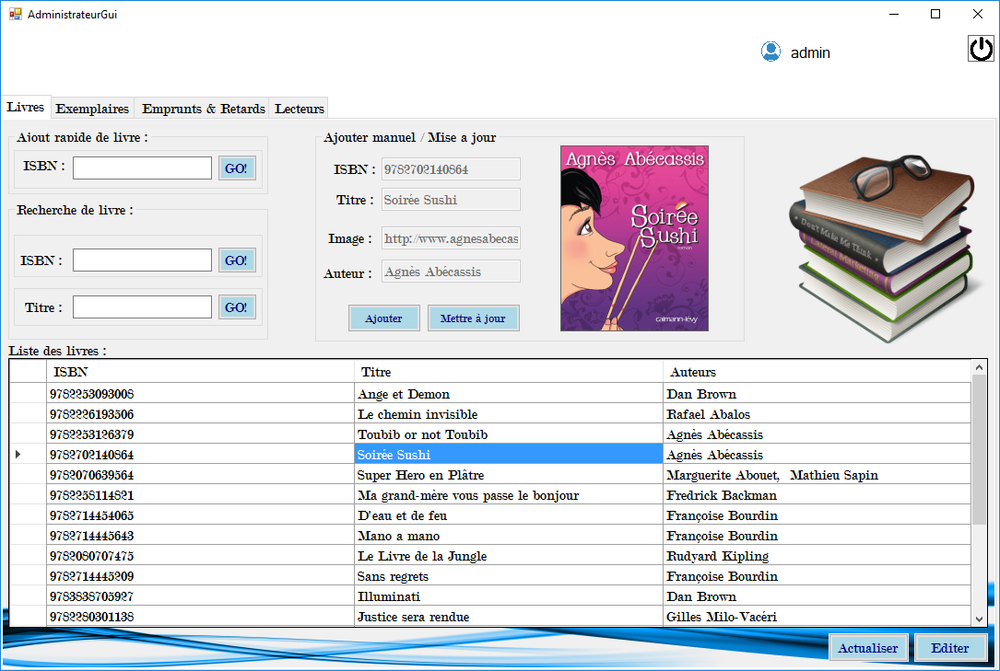 AdministrateurGui
admin
Livres Exemplaires Emprunts & Retards Lecteurs
Ajout rapide de livre :
ISBN : GO!
Recherche de livre :
ISBN : GO!
Titre : GO!
Ajouter manuel / Mise a jour
ISBN : 9782702140864
Titre : Soirée Sushi
Image : http://www.agnesabecas
Auteur : Agnès Abécassis
Ajouter Mettre à jour
Agnès Abécassis
Soirée
Sushi
roman
calmann-lévy
Don't Make Me Think
Lateral Marketing
Liste des livres :
ISBN Titre Auteurs
9782253093008 Ange et Demon Dan Brown
9782226193506 Le chemin invisible Rafael Abalos
9782253126379 Toubib or not Toubib Agnès Abécassis
9782702140864 Soirée Sushi Agnès Abécassis
9782070639564 Super Hero en Plâtre Marguerite Abouet, Mathieu Sapin
9782258114821 Ma grand-mère vous passe le bonjour Fredrick Backman
9782714454065 D'eau et de feu Françoise Bourdin
9782714445643 Mano a mano Françoise Bourdin
9782080707475 Le Livre de la Jungle Rudyard Kipling
9782714445209 Sans regrets Françoise Bourdin
9783838705927 Illuminati Dan Brown
9782280301138 Justice sera rendue Gilles Milo-Vacéri
Actualiser Editer